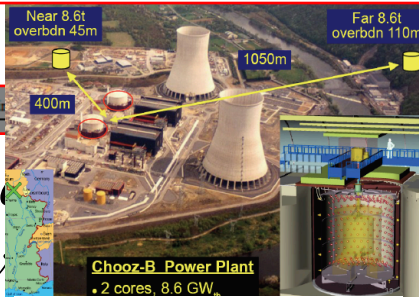 Near 8.6t
overbdn 45m
Far 8.6t
overbdn 110m
1050m
400m
Chooz-B Power Plant
• 2 cores, 8.6 GWth